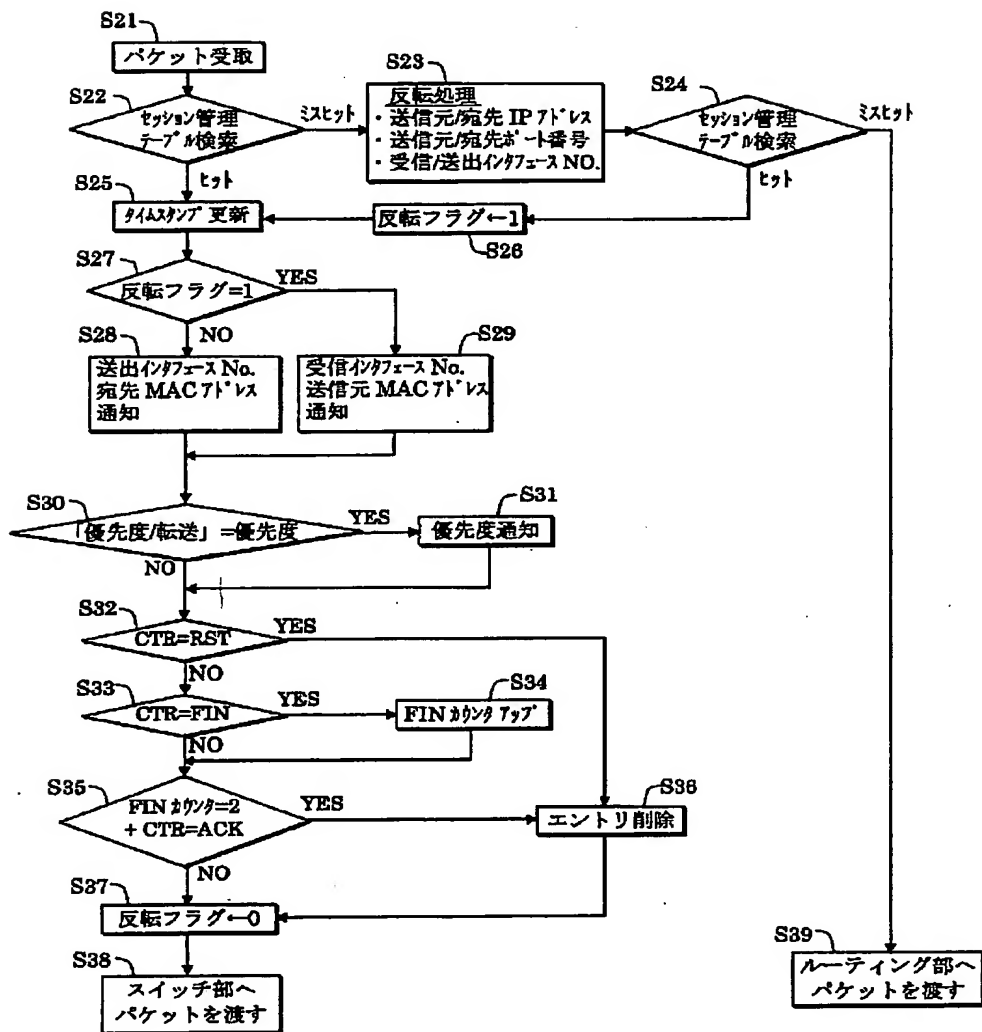 S21
パケット受取
S22
セッション管理
テーブル検索
ミスヒット
ヒット
S23
反転処理
・送信元/宛先 IP アドレス
・送信元/宛先ポート番号
・受信/送出インタフェース NO.
S24
セッション管理
テーブル検索
ミスヒット
ヒット
S25
タイムスタンプ 更新
反転フラグ←1
S26
S27
反転フラグ=1
YES
NO
S28
送出インタフェース No.
宛先 MAC アドレス
通知
S29
受信インタフェース No.
送信元 MAC アドレス
通知
S30
「優先度/転送」=優先度
YES
NO
S31
優先度通知
S32
CTR=RST
YES
NO
S33
CTR=FIN
YES
NO
S34
FIN カウンタ アップ
S35
FIN カウンタ=2
+ CTR=ACK
YES
NO
S36
エントリ削除
S37
反転フラグ←0
S38
スイッチ部へ
パケットを渡す
S39
ルーティング部へ
パケットを渡す